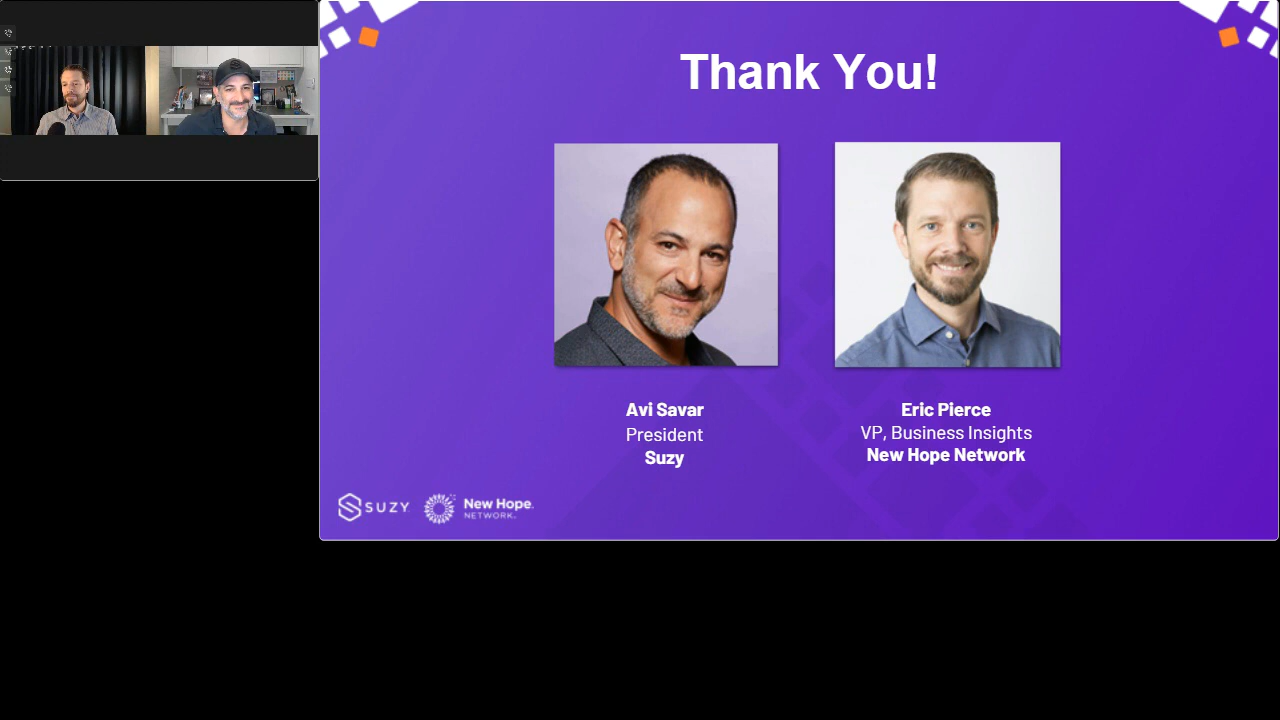 Thank You!
Avi Savar
President
Suzy
Eric Pierce
VP, Business Insights
New Hope Network
SUZY
New Hope
NETWORK